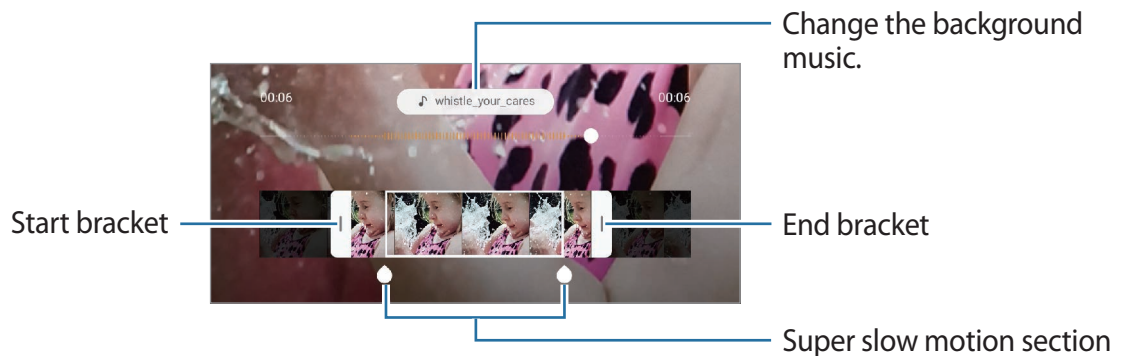 Change the background
music.
00:06
whistle_your_cares
00:06
Start bracket
End bracket
Super slow motion section